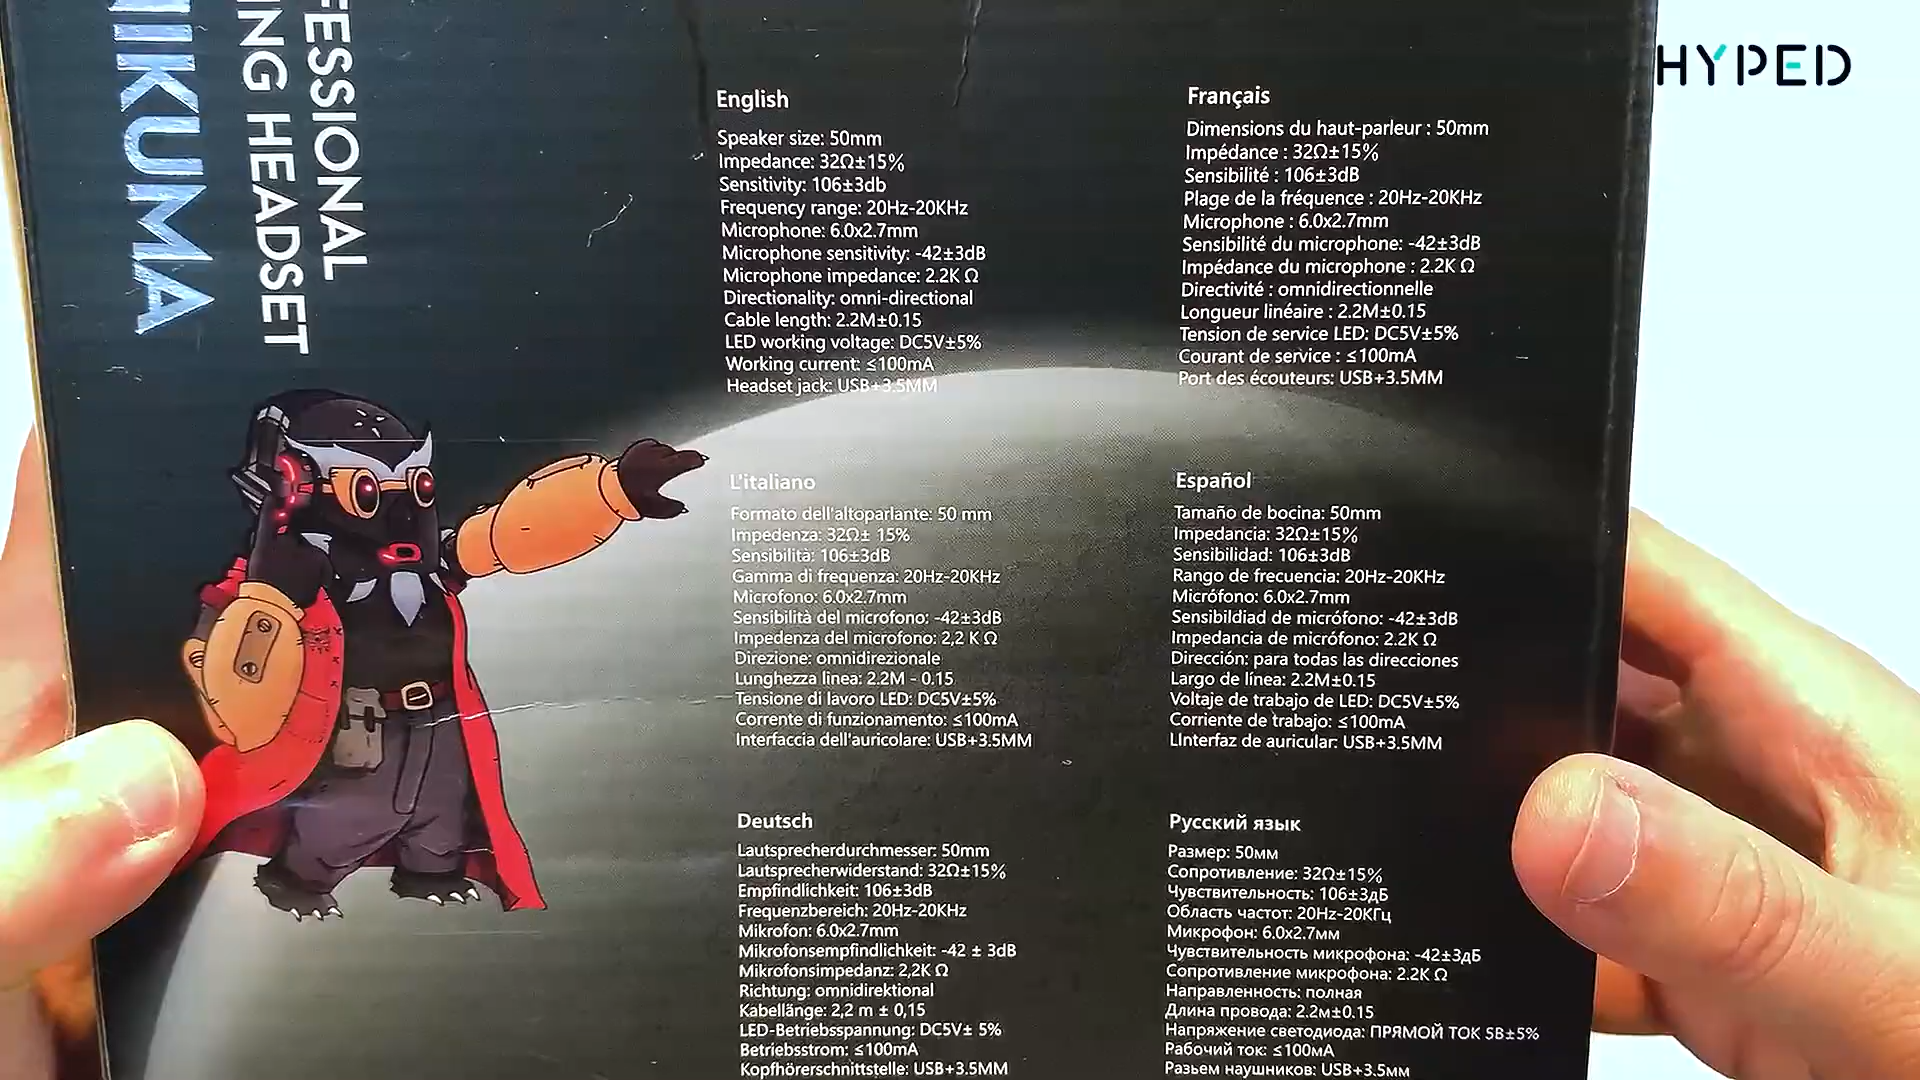 HYPED
IKUMA
FESSIONAL
ING HEADSET
English
Speaker size: 50mm
Impedance: 32Ω±15%
Sensitivity: 106±3db
Frequency range: 20Hz-20KHz
Microphone: 6.0x2.7mm
Microphone sensitivity: -42±3dB
Microphone impedance: 2.2K Ω
Directionality: omni-directional
Cable length: 2.2M±0.15
LED working voltage: DC5V±5%
Working current: ≤100mA
Headset jack: USB+3.5MM
Français
Dimensions du haut-parleur : 50mm
Impédance : 32Ω±15%
Sensibilité : 106±3dB
Plage de la fréquence : 20Hz-20KHz
Microphone : 6.0x2.7mm
Sensibilité du microphone: -42±3dB
Impédance du microphone : 2.2K Ω
Directivité : omnidirectionnelle
Longueur linéaire : 2.2M±0.15
Tension de service LED: DC5V±5%
Courant de service : ≤100mA
Port des écouteurs: USB+3.5MM
L'italiano
Formato dell'altoparlante: 50 mm
Impedenza: 32Ω± 15%
Sensibilità: 106±3dB
Gamma di frequenza: 20Hz-20KHz
Microfono: 6.0x2.7mm
Sensibilità del microfono: -42±3dB
Impedenza del microfono: 2,2 K Ω
Direzione: omnidirezionale
Lunghezza linea: 2.2M - 0.15
Tensione di lavoro LED: DC5V±5%
Corrente di funzionamento: ≤100mA
Interfaccia dell'auricolare: USB+3.5MM
Español
Tamaño de bocina: 50mm
Impedancia: 32Ω±15%
Sensibilidad: 106±3dB
Rango de frecuencia: 20Hz-20KHz
Micrófono: 6.0x2.7mm
Sensibildiad de micrófono: -42±3dB
Impedancia de micrófono: 2.2K Ω
Dirección: para todas las direcciones
Largo de línea: 2.2M±0.15
Voltaje de trabajo de LED: DC5V±5%
Corriente de trabajo: ≤100mA
LInterfaz de auricular: USB+3.5MM
Deutsch
Lautsprecherdurchmesser: 50mm
Lautsprecherwiderstand: 32Ω±15%
Empfindlichkeit: 106±3dB
Frequenzbereich: 20Hz-20KHz
Mikrofon: 6.0x2.7mm
Mikrofonsempfindlichkeit: -42 ± 3dB
Mikrofonsimpedanz: 2,2K Ω
Richtung: omnidirektional
Kabellänge: 2,2 m ± 0,15
LED-Betriebsspannung: DC5V± 5%
Betriebsstrom: ≤100mA
Kopfhörerschnittstelle: USB+3.5MM
Русский язык
Размер: 50мм
Сопротивление: 32Ω±15%
Чувствительность: 106±3дБ
Область частот: 20Hz-20КГц
Микрофон: 6.0x2.7мм
Чувствительность микрофона: -42±3дБ
Сопротивление микрофона: 2.2K Ω
Направленность: полная
Длина провода: 2.2м±0.15
Напряжение светодиода: ПРЯМОЙ ТОК 5В±5%
Рабочий ток: ≤100мА
Разьем наушников: USB+3.5мм